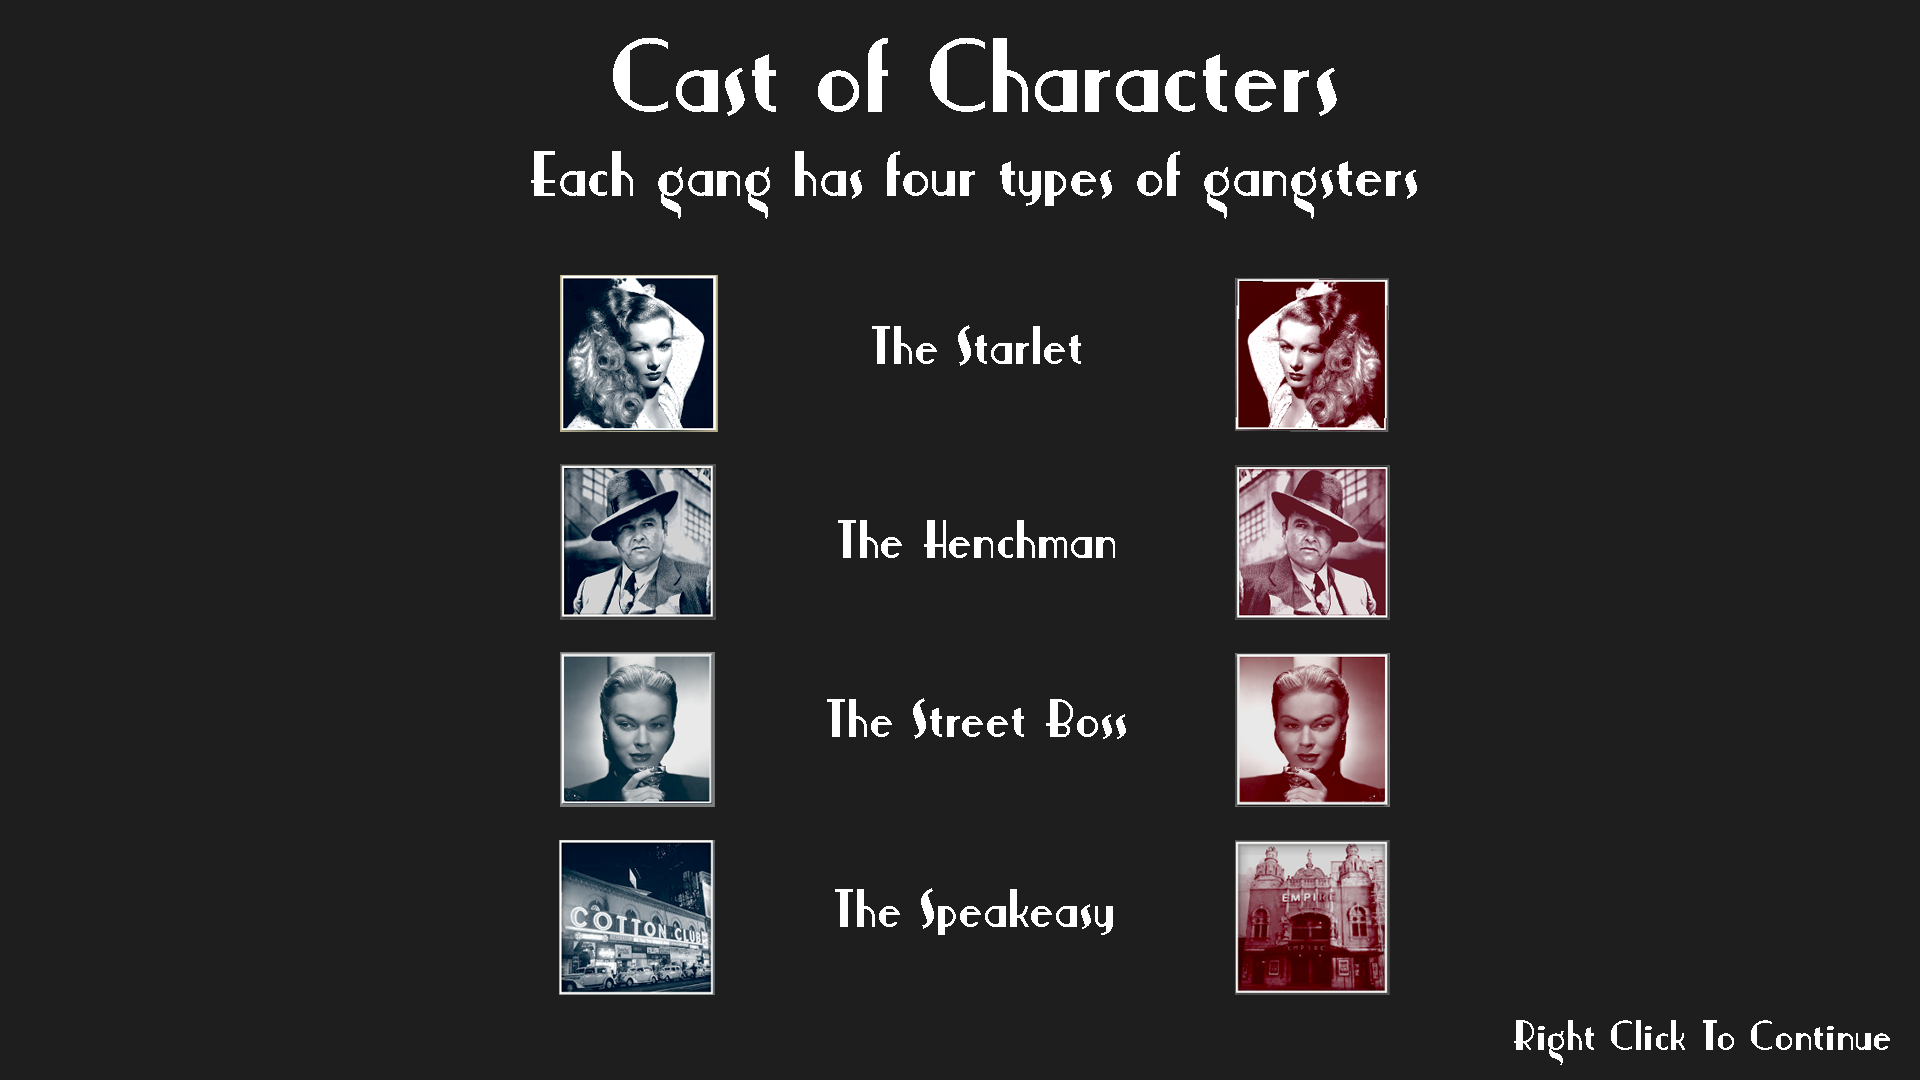 Cast of Characters
Each gang has four types of gangsters
The Starlet
The Henchman
The Street Boss
The Speakeasy
COTTON CLUB
EMPIRE
EMPIRE
Right Click To Continue